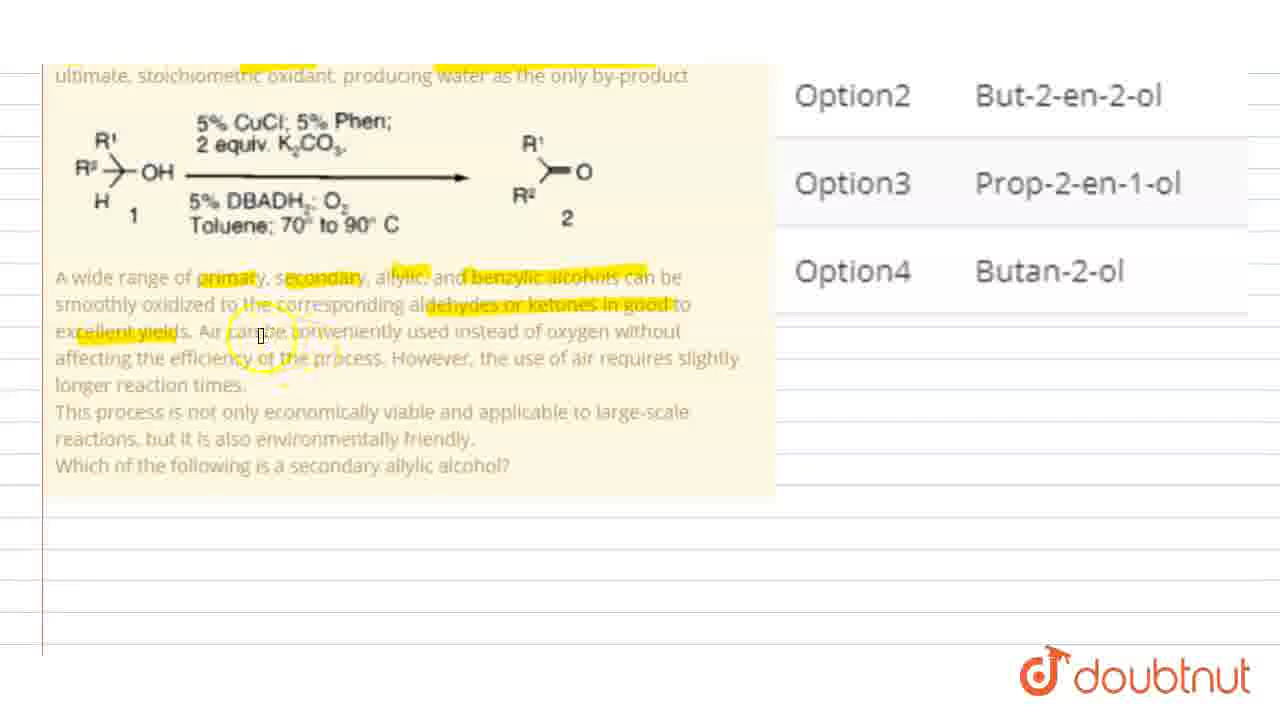 ultimate, stoichiometric oxidant, producing water as the only by-product
5% CuCl; 5% Phen;
2 equiv. K2CO3.
R¹
R²
OH
H
1
5% DBADH2; O2
Toluene; 70° to 90° C
R¹
O
R²
2
A wide range of primary, secondary, allylic, and benzylic alcohols can be
smoothly oxidized to the corresponding aldehydes or ketones in good to
excellent yields. Air can be conveniently used instead of oxygen without
affecting the efficiency of the process. However, the use of air requires slightly
longer reaction times.
This process is not only economically viable and applicable to large-scale
reactions, but it is also environmentally friendly.
Which of the following is a secondary allylic alcohol?
Option2 But-2-en-2-ol
Option3 Prop-2-en-1-ol
Option4 Butan-2-ol
doubtnut